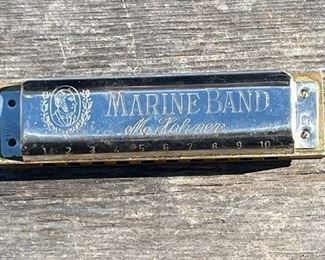 MARINE BAND
M. Hohner
1 2 3 4 5 6 7 8 9 10